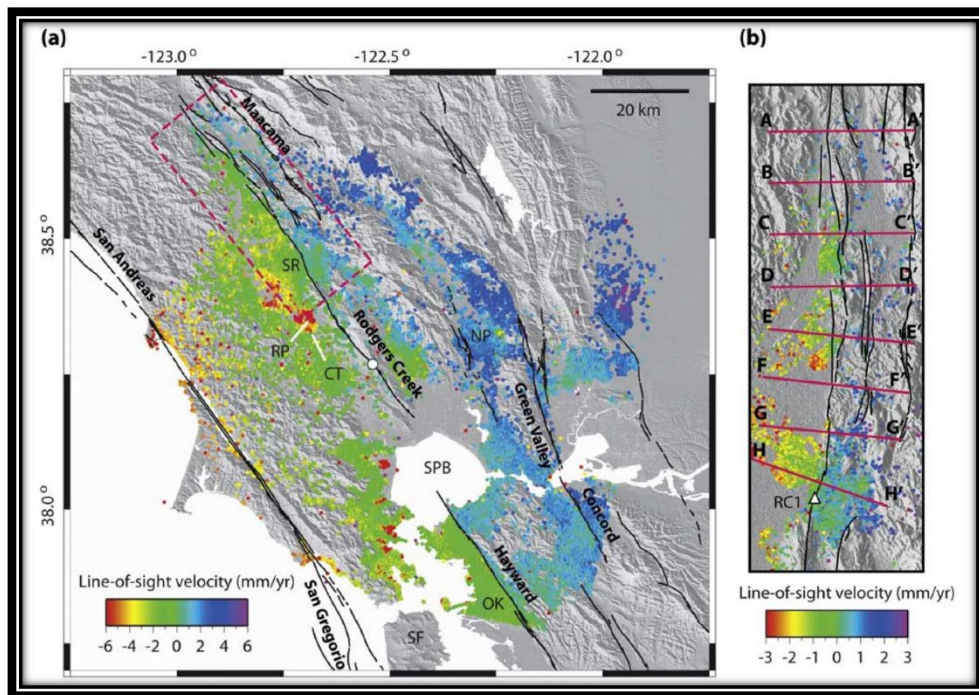 (a)
-123.0°
-122.5°
-122.0°
20 km
Maacama
38.5°
San Andreas
SR
Rodgers Creek
RP
CT
NP
Green Valley
SPB
38.0°
Concord
Hayward
OK
SF
San Gregorio
Line-of-sight velocity (mm/yr)
-6 -4 -2 0 2 4 6
(b)
A A'
B B'
C C'
D D'
E E'
F F'
G G'
H H'
RC1
Line-of-sight velocity (mm/yr)
-3 -2 -1 0 1 2 3